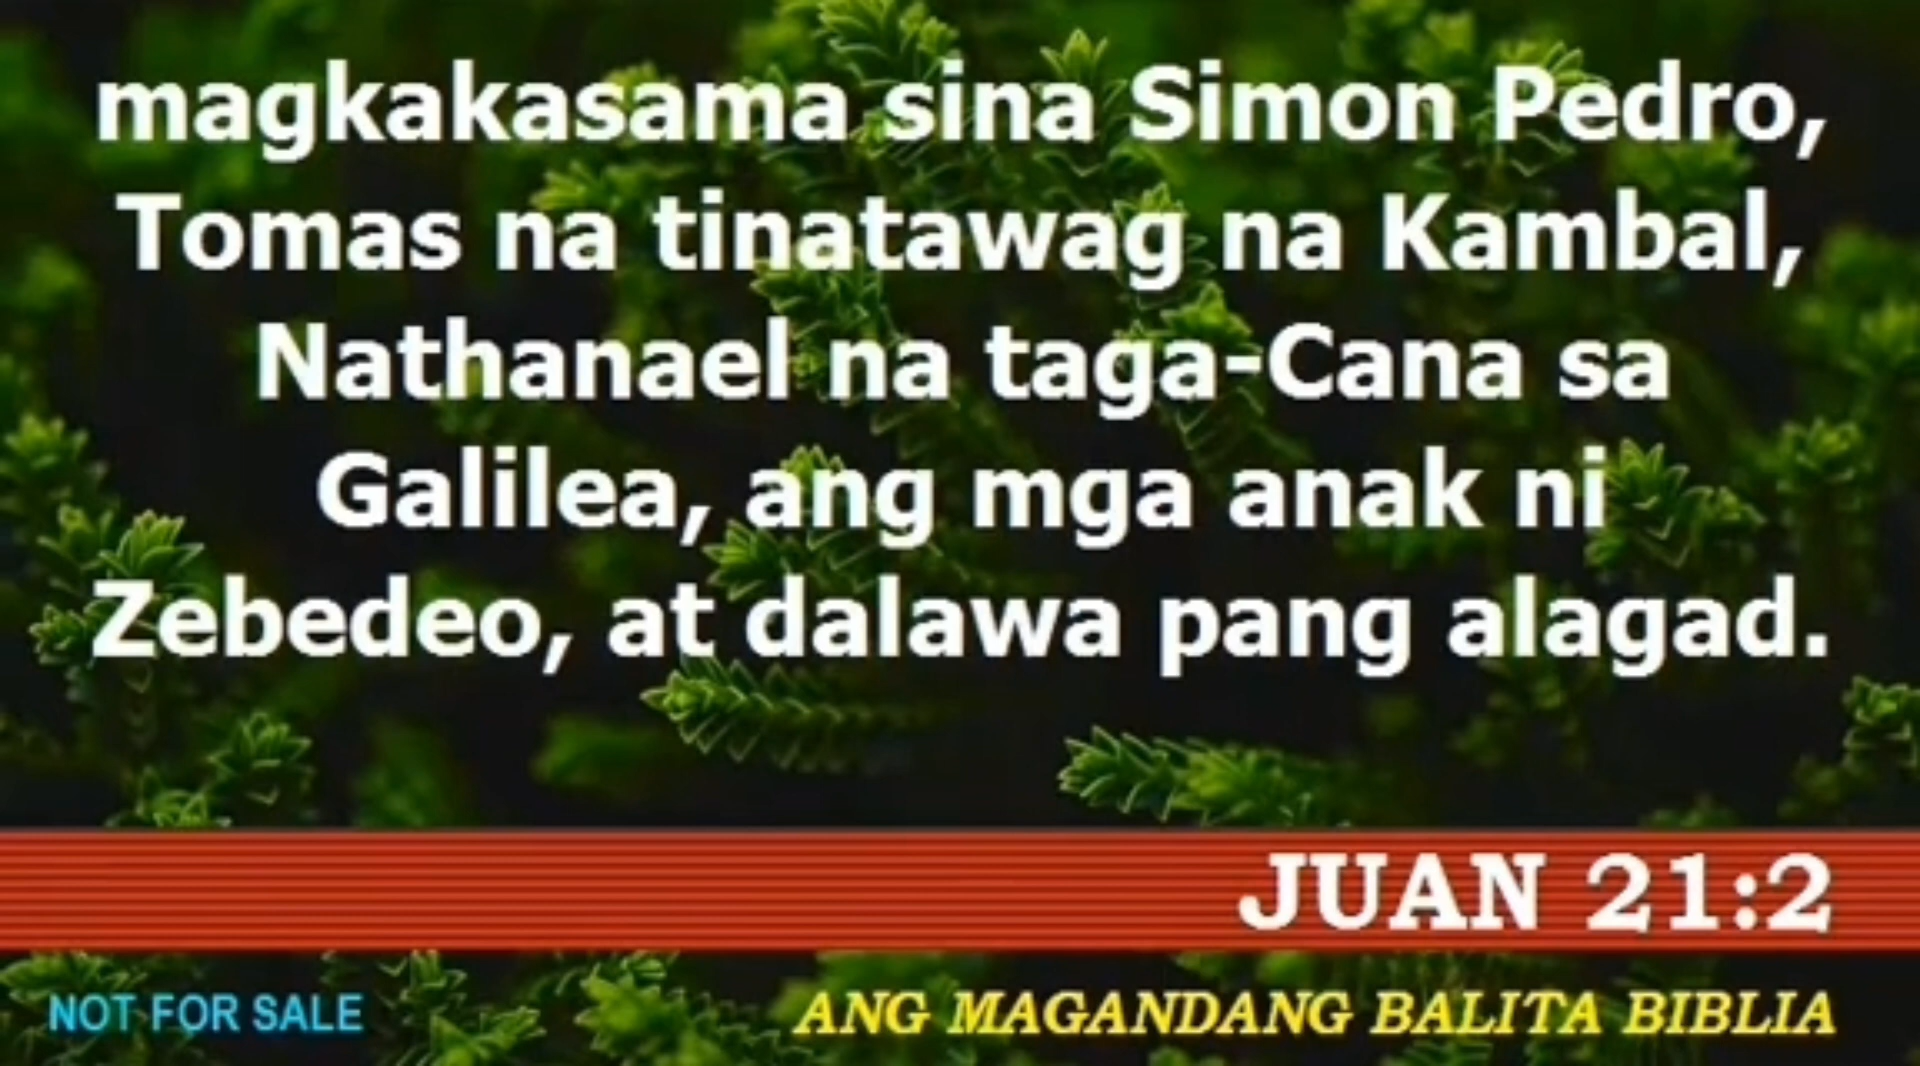 magkakasama sina Simon Pedro,
Tomas na tinatawag na Kambal,
Nathanael na taga-Cana sa
Galilea, ang mga anak ni
Zebedeo, at dalawa pang alagad.
JUAN 21:2
NOT FOR SALE
ANG MAGANDANG BALITA BIBLIA